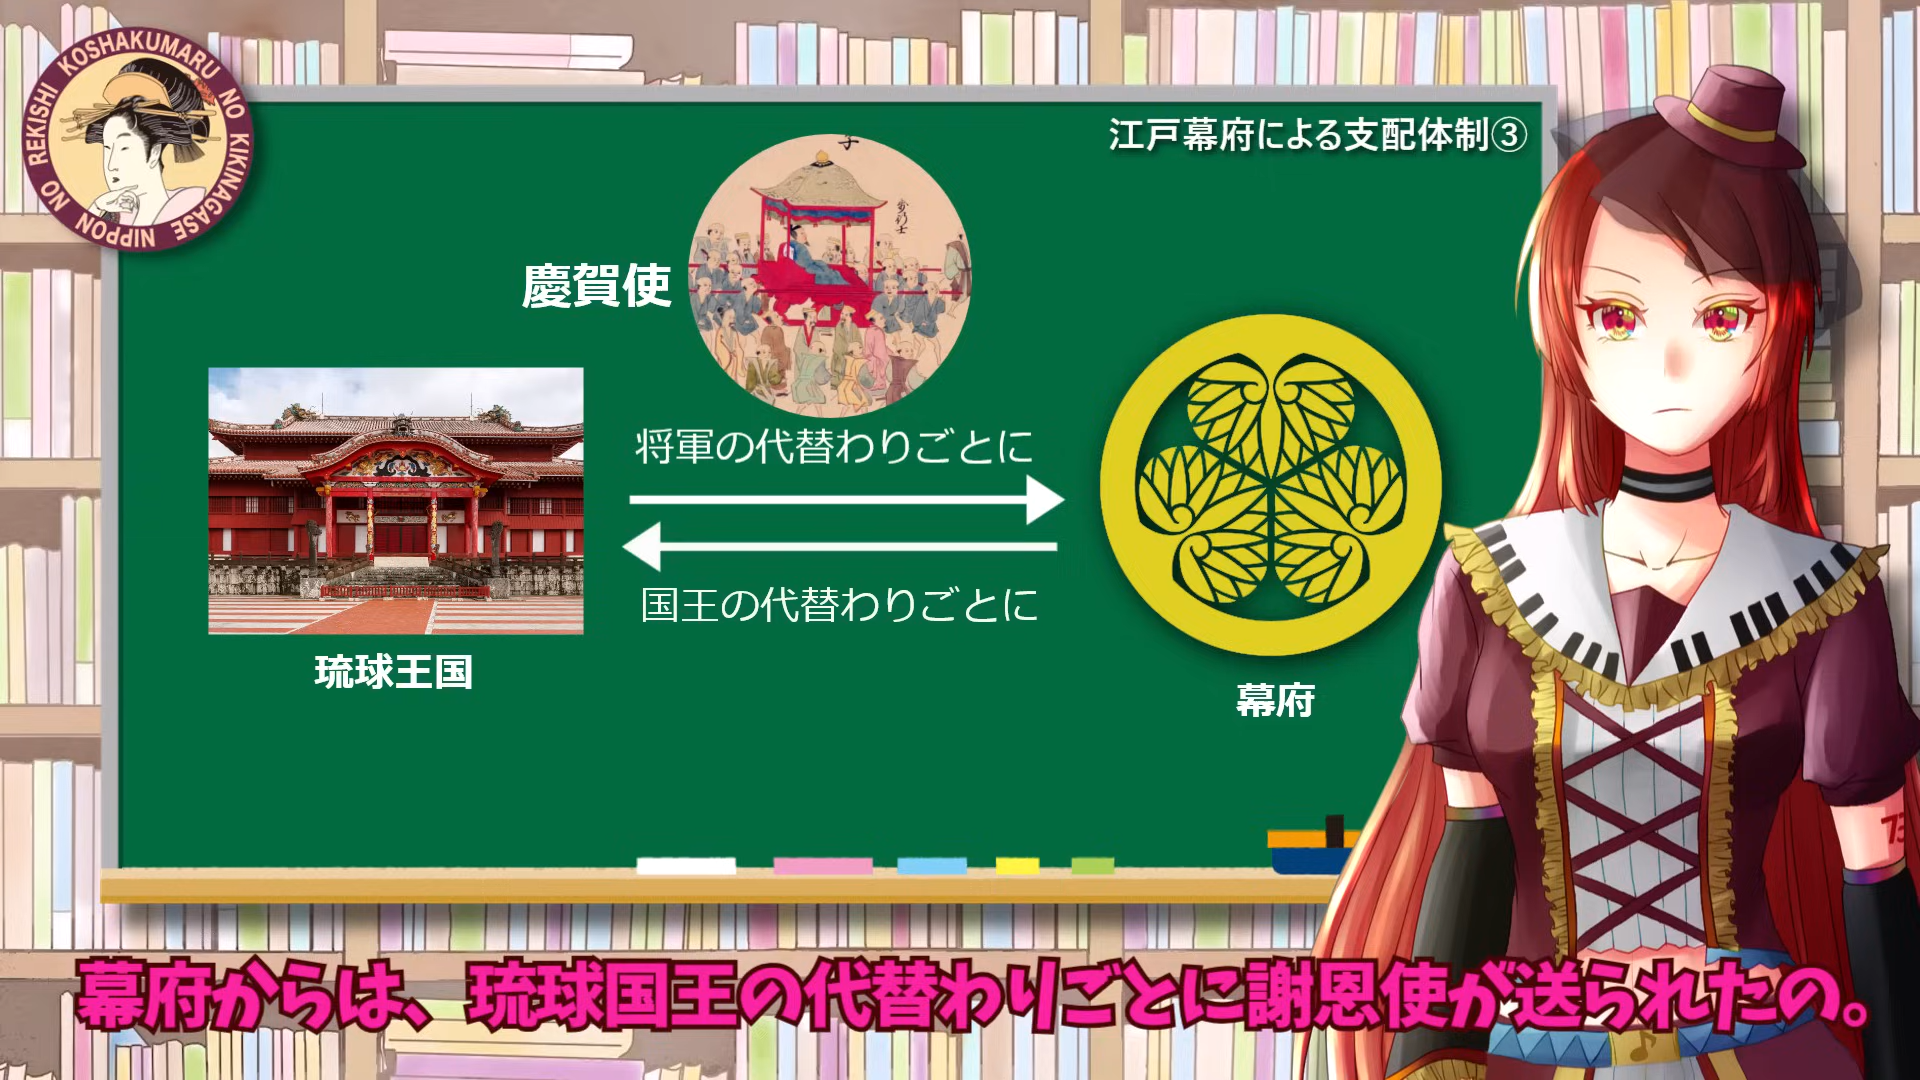 REKISHI KOSHAKUMARU NO KIKINAGASE NIPPON NO
江戸幕府による支配体制③
子
慶賀使
将軍の代替わりごとに
国王の代替わりごとに
琉球王国
幕府
73
幕府からは、琉球国王の代替わりごとに謝恩使が送られたの。